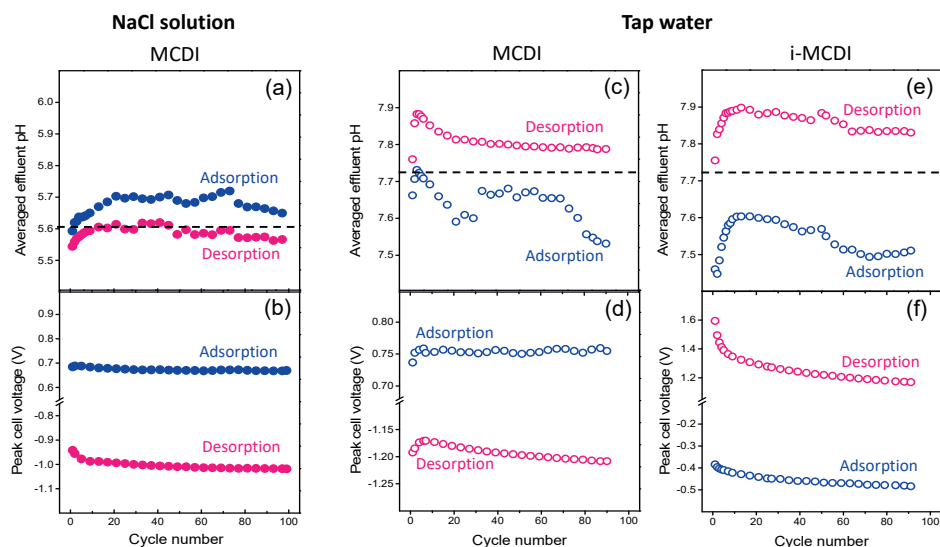 NaCl solution
Tap water
MCDI
MCDI
i-MCDI
(a)
6.0
5.9
5.8
5.7
5.6
5.5
Averaged effluent pH
Adsorption
Desorption
(c)
7.9
7.8
7.7
7.6
7.5
Averaged effluent pH
Desorption
Adsorption
(e)
7.9
7.7
7.6
7.5
Averaged effluent pH
Desorption
Adsorption
(b)
0.9
0.8
0.7
0.6
-0.9
-1.0
-1.1
Peak cell voltage (V)
Adsorption
Desorption
0 20 40 60 80 100
Cycle number
(d)
0.80
0.75
0.70
-1.15
-1.20
-1.25
Peak cell voltage (V)
Adsorption
Desorption
0 20 40 60 80 100
Cycle number
(f)
1.6
1.4
1.2
-0.2
-0.3
-0.4
-0.5
Peak cell voltage (V)
Desorption
Adsorption
0 20 40 60 80 100
Cycle number